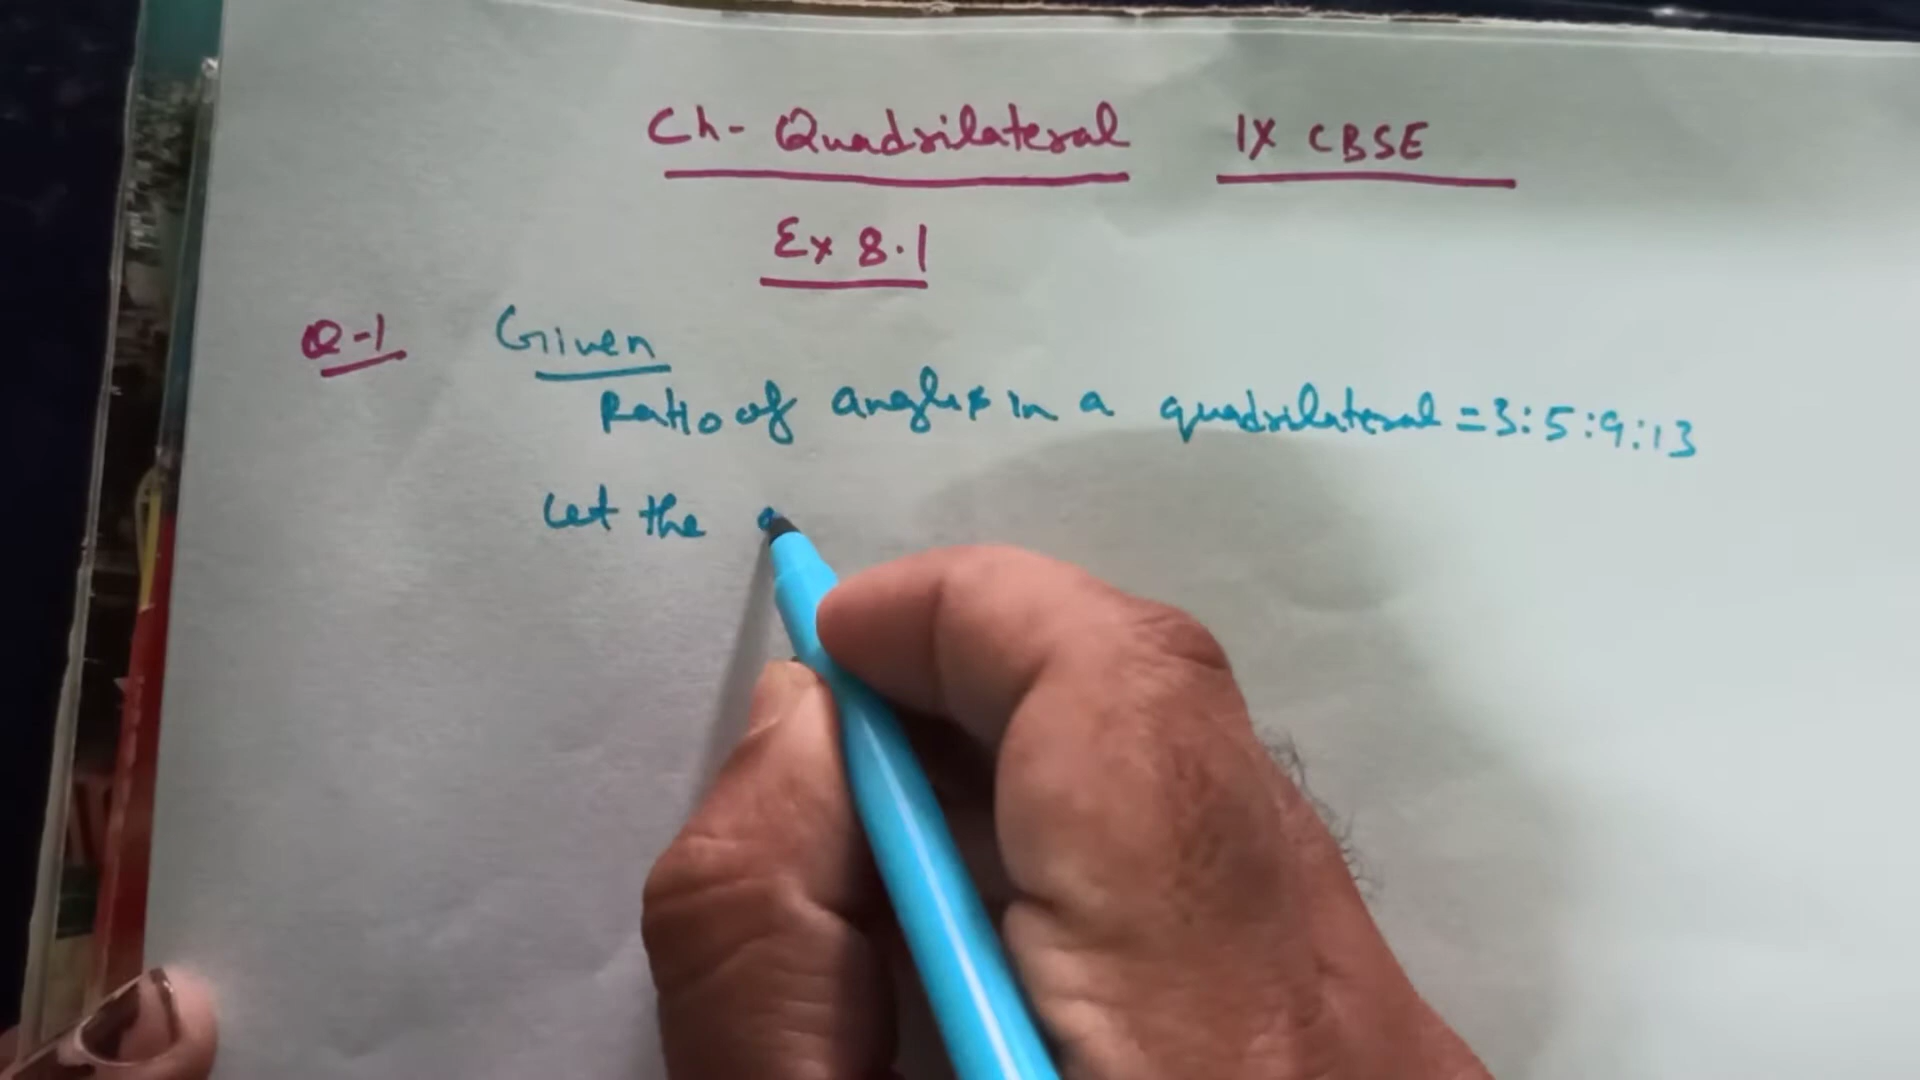 Ch- Quadrilateral IX CBSE
Ex 8.1
Q-1 Given
Ratio of angles in a quadrilateral = 3:5:9:13
Let the a